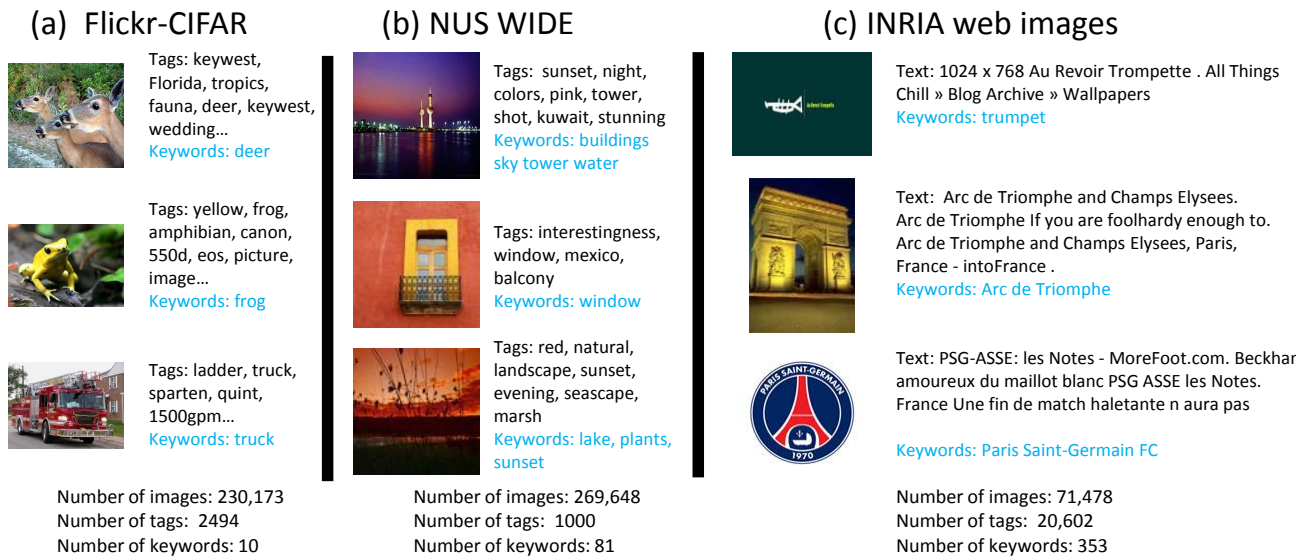 (a) Flickr-CIFAR
Tags: keywest,
Florida, tropics,
fauna, deer, keywest,
wedding…
Keywords: deer
Tags: yellow, frog,
amphibian, canon,
550d, eos, picture,
image…
Keywords: frog
Tags: ladder, truck,
sparten, quint,
1500gpm…
Keywords: truck
Number of images: 230,173
Number of tags: 2494
Number of keywords: 10
(b) NUS WIDE
Tags: sunset, night,
colors, pink, tower,
shot, kuwait, stunning
Keywords: buildings
sky tower water
Tags: interestingness,
window, mexico,
balcony
Keywords: window
Tags: red, natural,
landscape, sunset,
evening, seascape,
marsh
Keywords: lake, plants,
sunset
Number of images: 269,648
Number of tags: 1000
Number of keywords: 81
(c) INRIA web images
Au Revoir Trompette
Text: 1024 x 768 Au Revoir Trompette . All Things
Chill » Blog Archive » Wallpapers
Keywords: trumpet
Text: Arc de Triomphe and Champs Elysees.
Arc de Triomphe If you are foolhardy enough to.
Arc de Triomphe and Champs Elysees, Paris,
France - intoFrance .
Keywords: Arc de Triomphe
PARIS SAINT-GERMAIN
1970
Text: PSG-ASSE: les Notes - MoreFoot.com. Beckham
amoureux du maillot blanc PSG ASSE les Notes.
France Une fin de match haletante n aura pas
Keywords: Paris Saint-Germain FC
Number of images: 71,478
Number of tags: 20,602
Number of keywords: 353